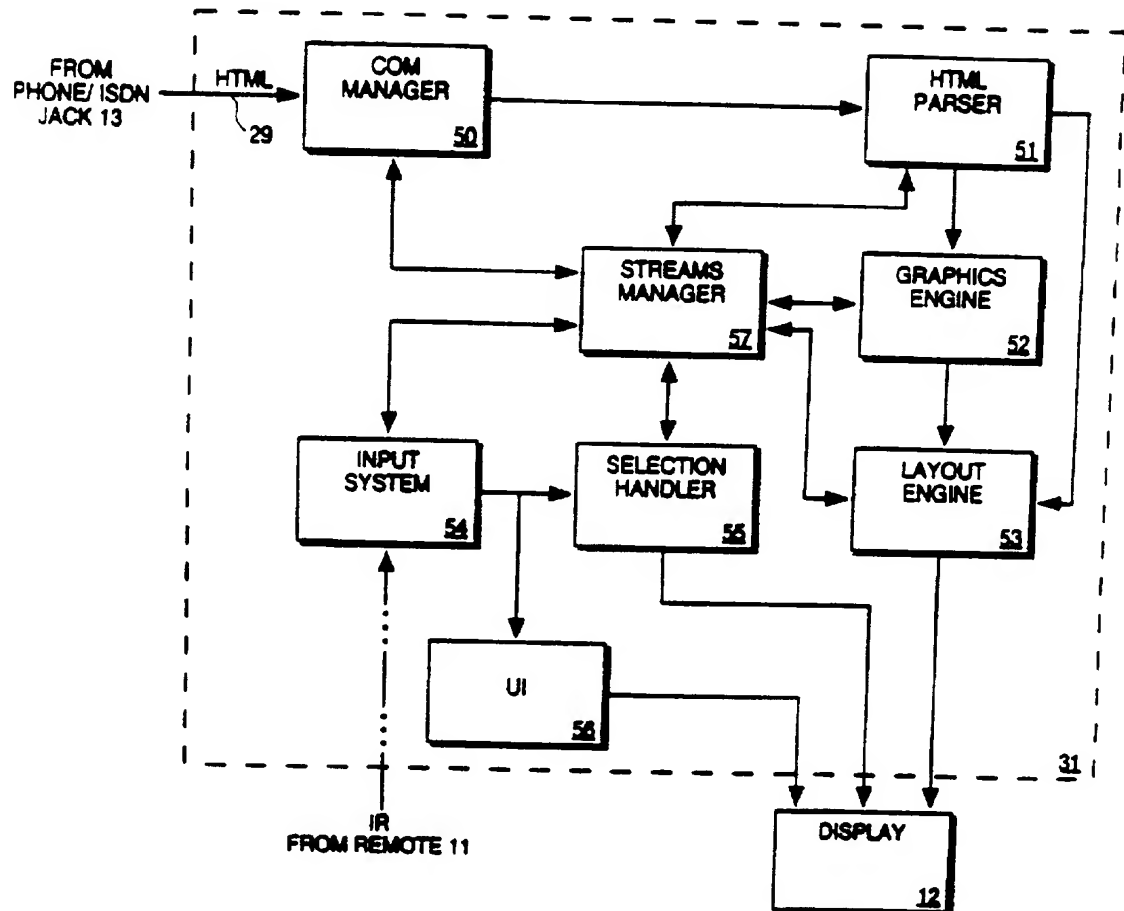 FROM
PHONE/ ISDN
JACK 13
HTML
29
COM
MANAGER
50
HTML
PARSER
51
STREAMS
MANAGER
57
GRAPHICS
ENGINE
52
INPUT
SYSTEM
54
SELECTION
HANDLER
55
LAYOUT
ENGINE
53
UI
56
31
IR
FROM REMOTE 11
DISPLAY
12